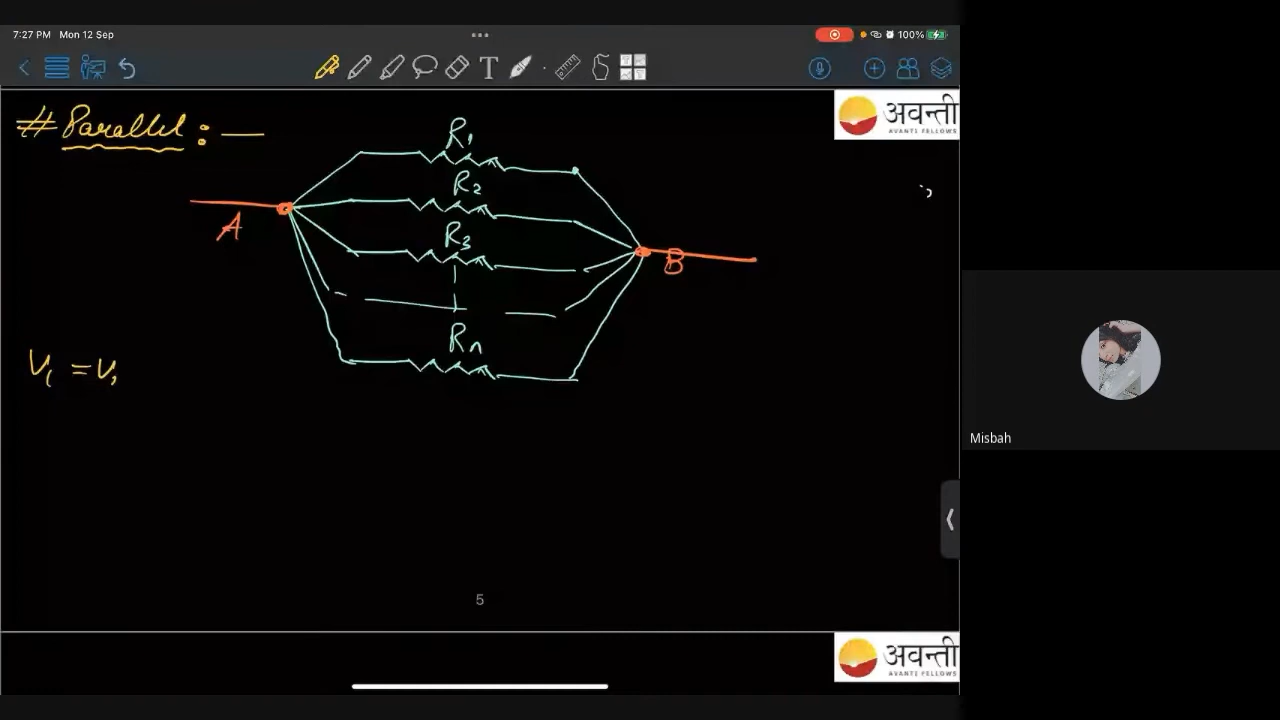 7:27 PM Mon 12 Sep
100%
T
# Parallel : —
अवन्ती
AVANTI FELLOWS
R1
R2
A
R3
B
Rn
V1 = V
Misbah
5
अवन्ती
AVANTI FELLOWS